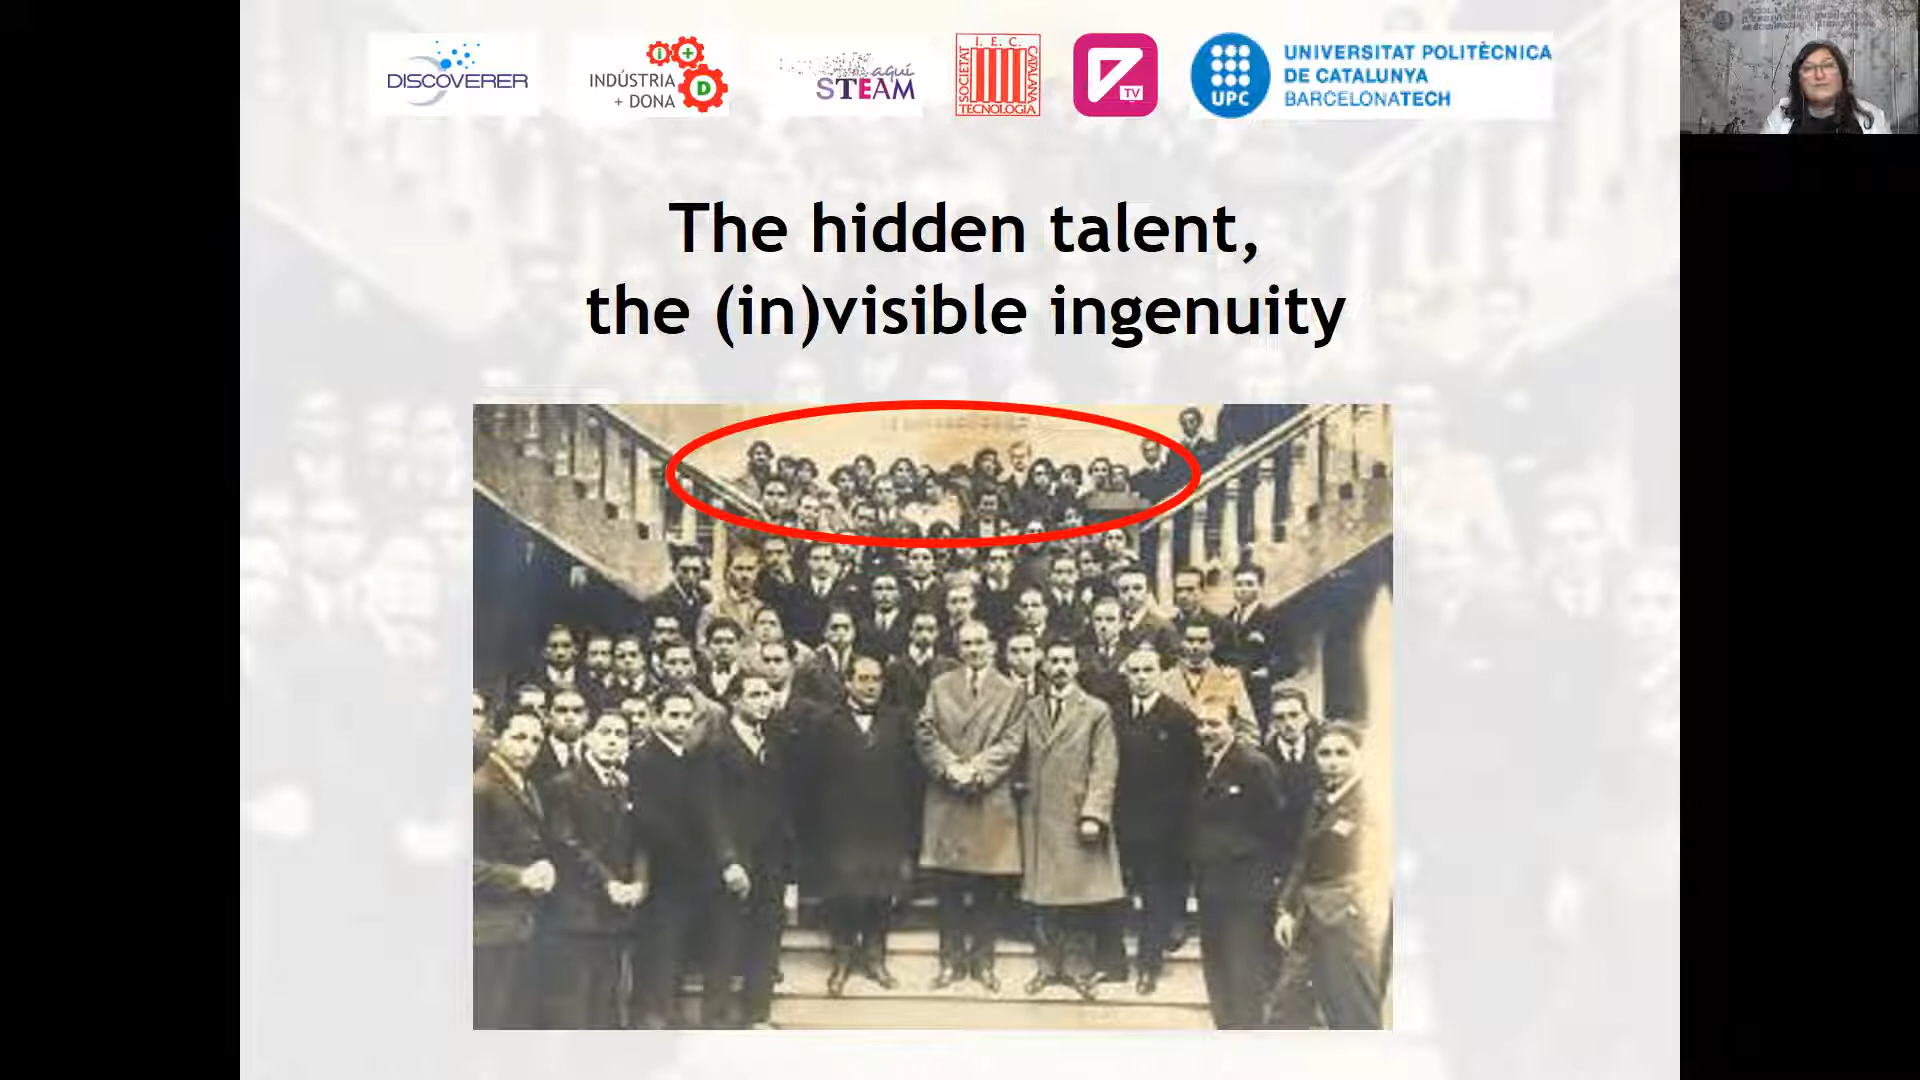 DISCOVERER
INDÚSTRIA
+ DONA
i
+
D
aquí
STEAM
I. E. C.
SOCIETAT
CATALANA
TECNOLOGIA
TV
UPC
UNIVERSITAT POLITÈCNICA
DE CATALUNYA
BARCELONATECH
The hidden talent,
the (in)visible ingenuity